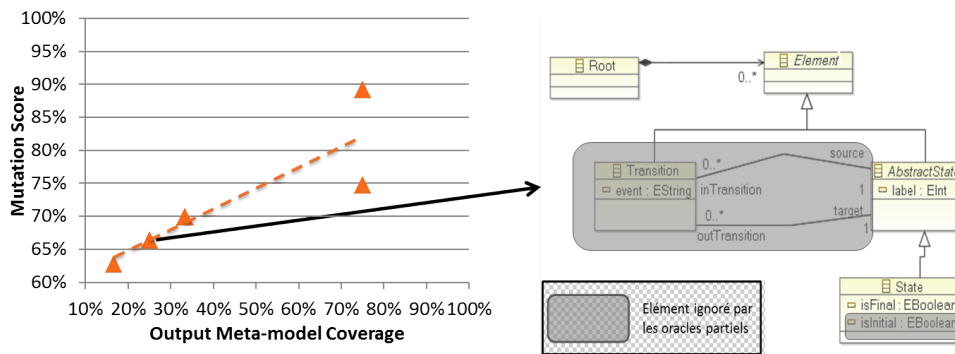 100%
95%
90%
85%
80%
75%
70%
65%
60%
Mutation Score
10% 20% 30% 40% 50% 60% 70% 80% 90% 100%
Output Meta-model Coverage
Root
0..*
Element
Transition
event : EString
0..*
inTransition
source
1
0..*
outTransition
target
1
AbstractState
label : EInt
State
isFinal : EBoolean
isInitial : EBoolean
Elément ignoré par
les oracles partiels